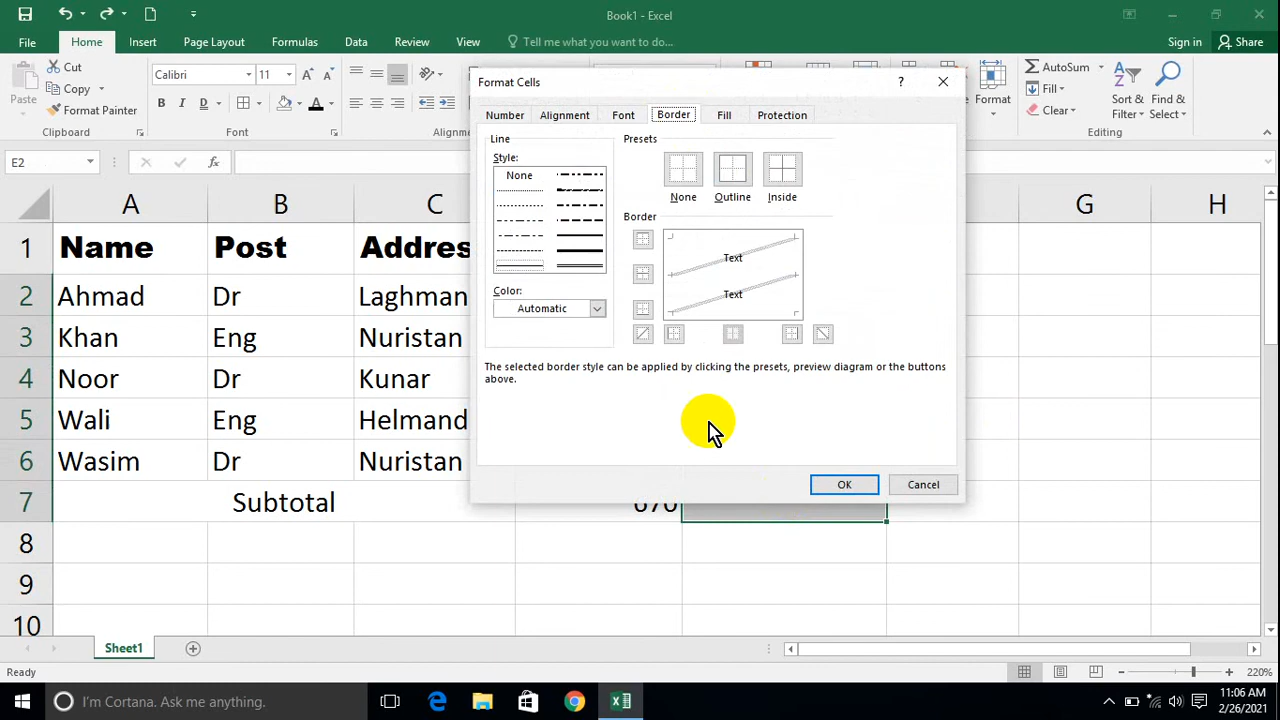 Book1 - Excel
File Home Insert Page Layout Formulas Data Review View Tell me what you want to do... Sign in Share
Paste Cut Copy Format Painter
Calibri 11
B I D A
Format
AutoSum Fill Clear
Sort & Filter Find & Select
Clipboard Font Alignm Editing
E2 fx
Format Cells ?
Number Alignment Font Border Fill Protection
Line Presets
Style:
None
None Outline Inside
Border
Text
Text
Color:
Automatic
The selected border style can be applied by clicking the presets, preview diagram or the buttons
above.
OK Cancel
A B C G H
1 Name Post Addres
2 Ahmad Dr Laghman
3 Khan Eng Nuristan
4 Noor Dr Kunar
5 Wali Eng Helmand
6 Wasim Dr Nuristan
7 Subtotal 670
8
9
10
Sheet1
Ready 220%
I'm Cortana. Ask me anything.
11:06 AM
2/26/2021